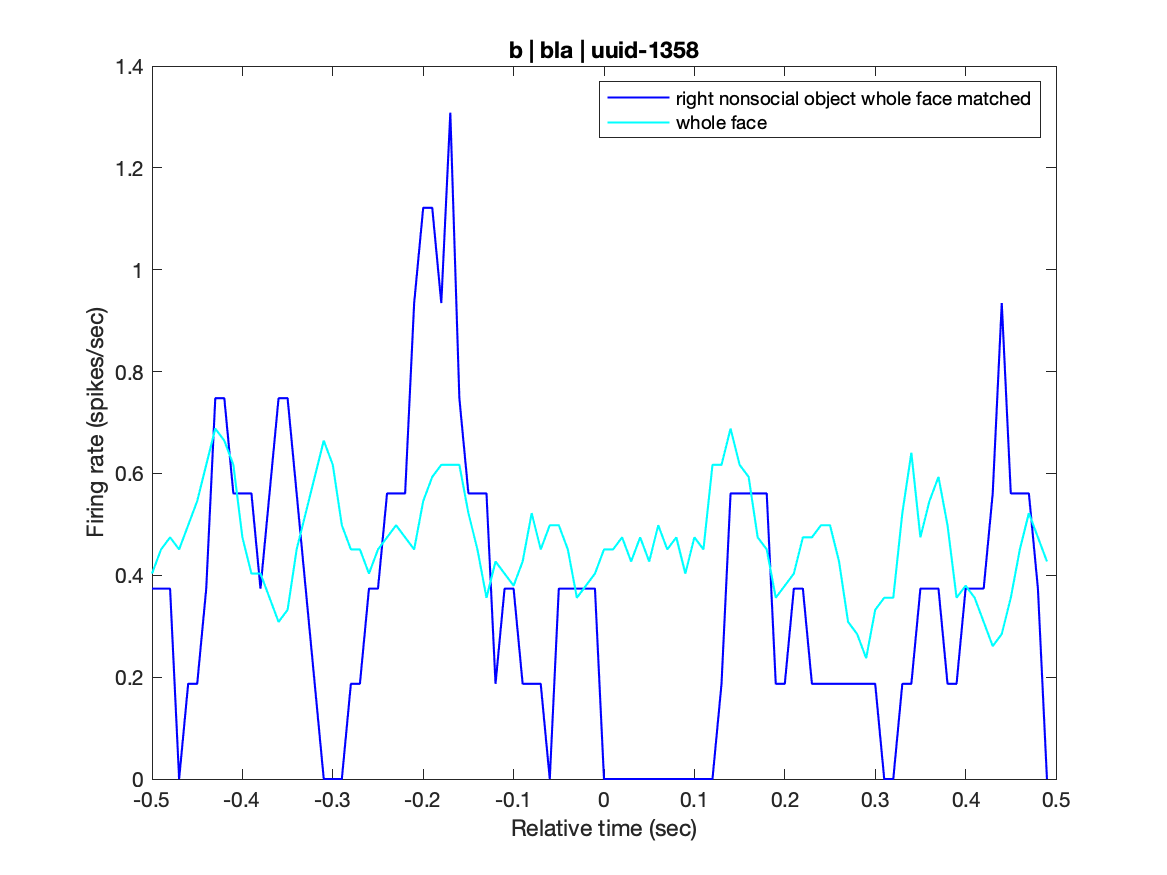 b | bla | uuid-1358
1.4
1.2
1
0.8
0.6
0.4
0.2
0
Firing rate (spikes/sec)
right nonsocial object whole face matched
whole face
-0.5 -0.4 -0.3 -0.2 -0.1 0 0.1 0.2 0.3 0.4 0.5
Relative time (sec)